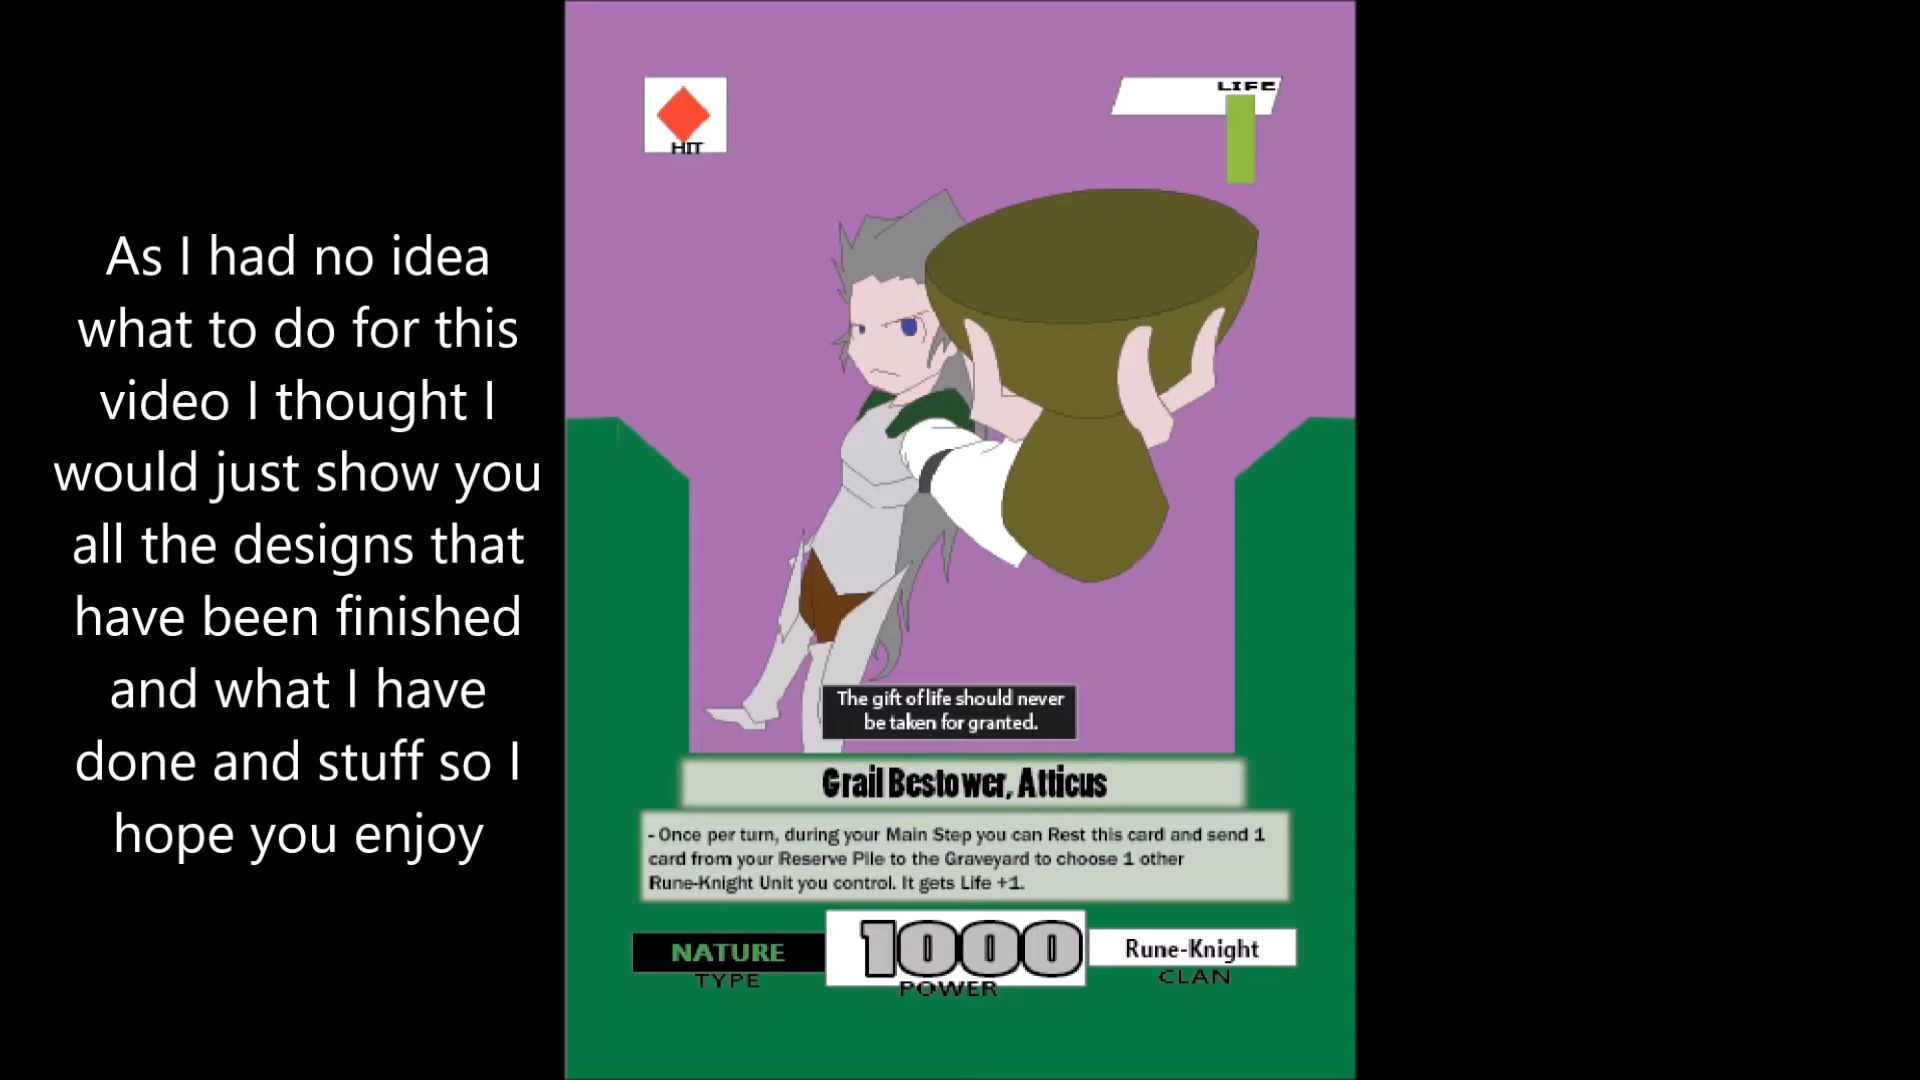 As I had no idea
what to do for this
video I thought I
would just show you
all the designs that
have been finished
and what I have
done and stuff so I
hope you enjoy
HIT
LIFE
The gift of life should never
be taken for granted.
Grail Bestower, Atticus
- Once per turn, during your Main Step you can Rest this card and send 1
card from your Reserve Pile to the Graveyard to choose 1 other
Rune-Knight Unit you control. It gets Life +1.
NATURE
TYPE
1000
POWER
Rune-Knight
CLAN